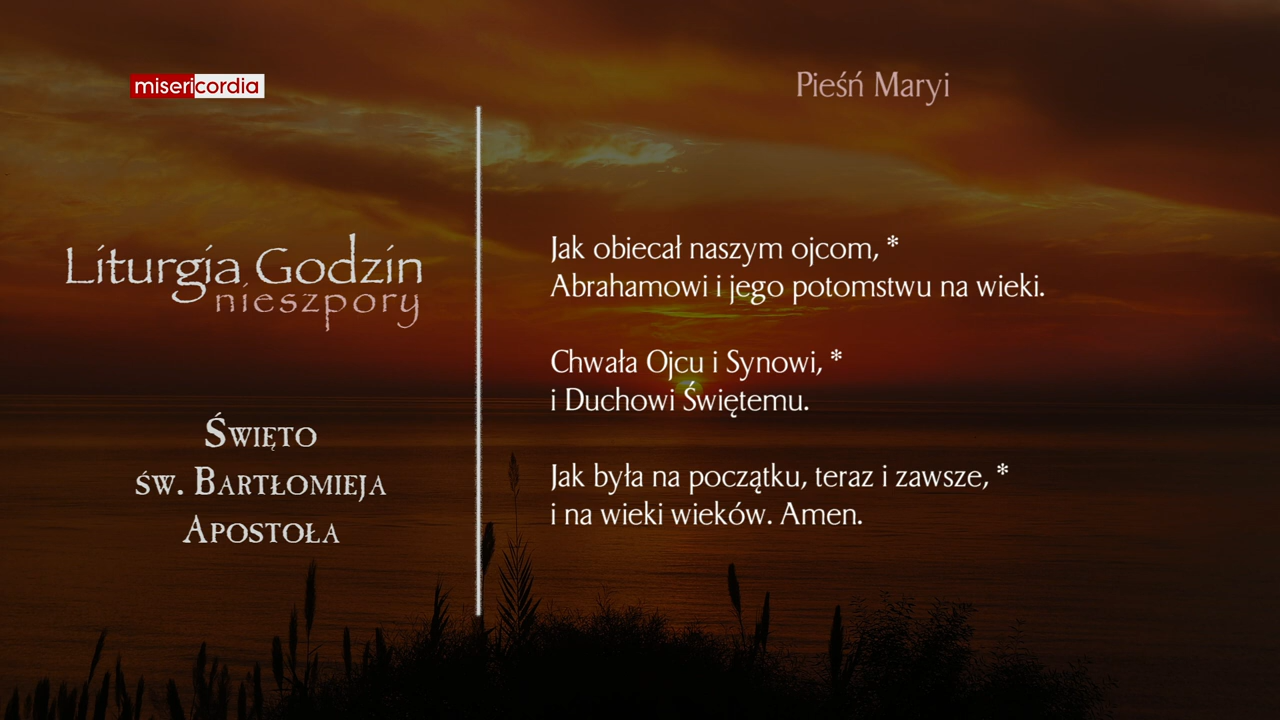 misericordia
Liturgia Godzin
nieszpory
Święto
św. Bartłomieja
Apostoła
Pieśń Maryi
Jak obiecał naszym ojcom, *
Abrahamowi i jego potomstwu na wieki.
Chwała Ojcu i Synowi, *
i Duchowi Świętemu.
Jak była na początku, teraz i zawsze, *
i na wieki wieków. Amen.